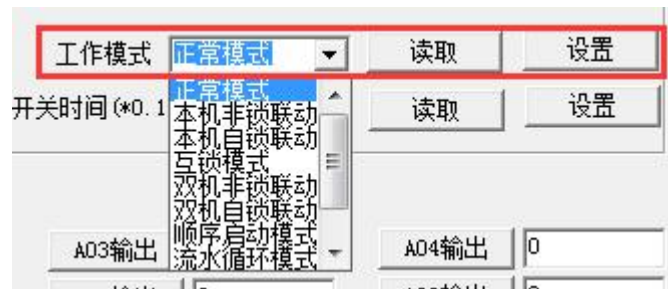 工作模式 正常模式 读取 设置
开关时间(*0.1 读取 设置
正常模式
本机非锁联动
本机自锁联动
互锁模式
双机非锁联动
双机自锁联动
顺序启动模式
流水循环模式
A03输出 A04输出 0